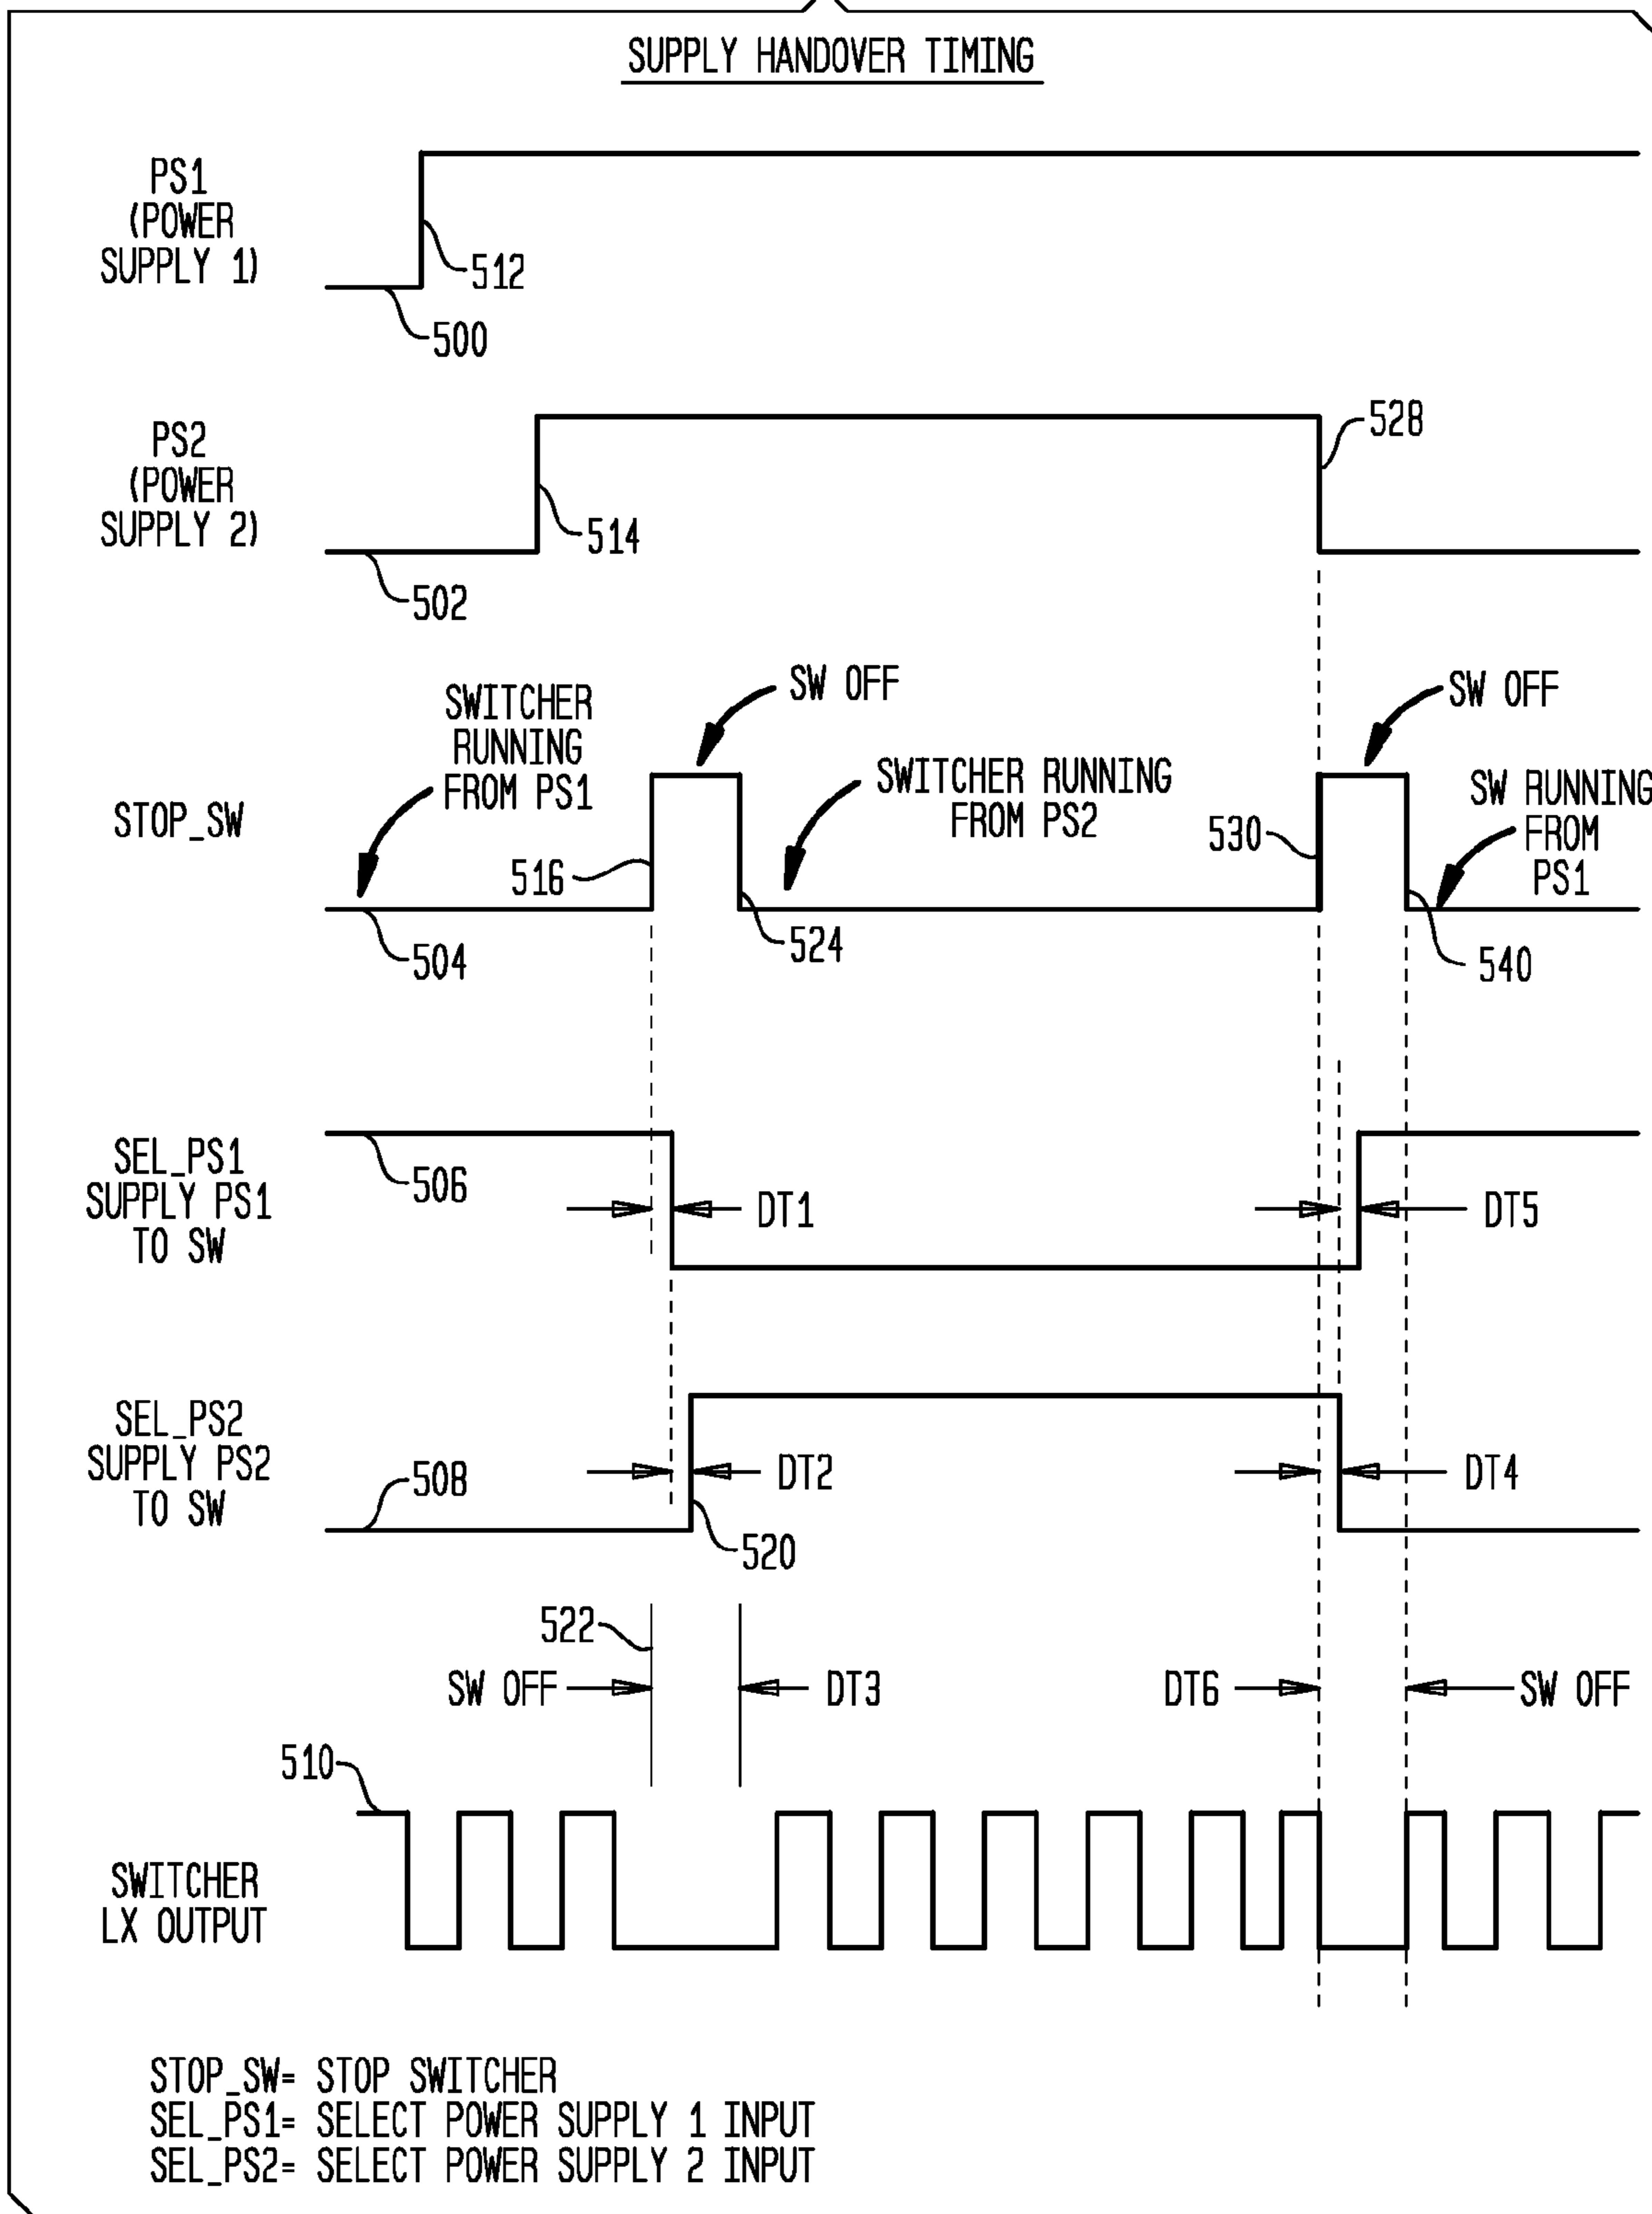 SUPPLY HANDOVER TIMING
PS1
(POWER
SUPPLY 1)
512
500
PS2
(POWER
SUPPLY 2)
528
514
502
SW OFF
SWITCHER
RUNNING
FROM PS1
SW OFF
SWITCHER RUNNING
FROM PS2
SW RUNNING
FROM
PS1
STOP_SW
530
516
524
504
540
SEL_PS1
SUPPLY PS1
TO SW
506
DT1
DT5
SEL_PS2
SUPPLY PS2
TO SW
508
DT2
DT4
520
522
SW OFF
DT3
DT6
SW OFF
510
SWITCHER
LX OUTPUT
STOP_SW= STOP SWITCHER
SEL_PS1= SELECT POWER SUPPLY 1 INPUT
SEL_PS2= SELECT POWER SUPPLY 2 INPUT